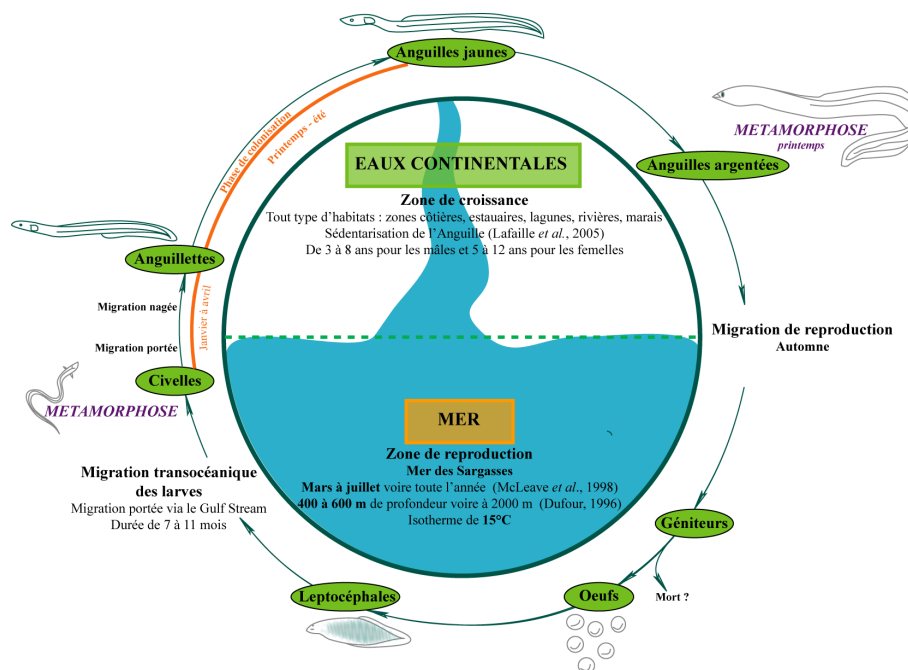 Anguilles jaunes
METAMORPHOSE
printemps
Anguilles argentées
Phase de colonisation
Printemps - été
EAUX CONTINENTALES
Zone de croissance
Tout type d'habitats : zones côtières, estauaires, lagunes, rivières, marais
Sédentarisation de l'Anguille (Lafaille et al., 2005)
De 3 à 8 ans pour les mâles et 5 à 12 ans pour les femelles
Anguillettes
Migration nagée
Janvier à avril
Migration portée
Civelles
METAMORPHOSE
Migration de reproduction
Automne
MER
Zone de reproduction
Mer des Sargasses
Mars à juillet voire toute l'année (McLeave et al., 1998)
400 à 600 m de profondeur voire à 2000 m (Dufour, 1996)
Isotherme de 15°C
Migration transocéanique
des larves
Migration portée via le Gulf Stream
Durée de 7 à 11 mois
Géniteurs
Mort ?
Oeufs
Leptocéphales